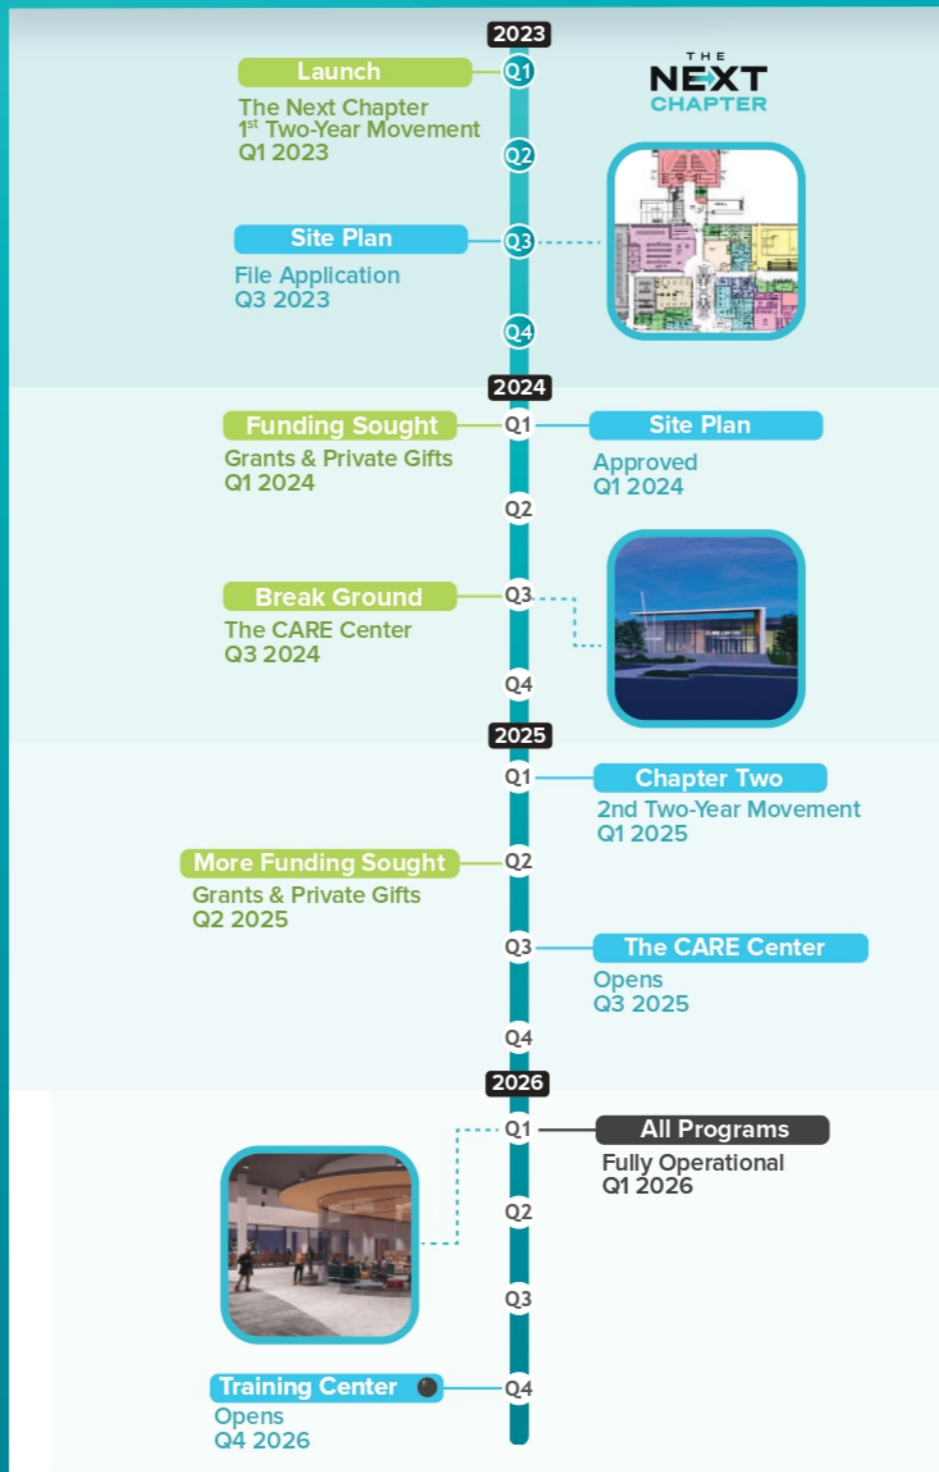 2023
Launch
Q1
THE
NEXT
CHAPTER
The Next Chapter
1st Two-Year Movement
Q1 2023
Q2
Site Plan
Q3
File Application
Q3 2023
Q4
2024
Funding Sought
Q1
Site Plan
Grants & Private Gifts
Q1 2024
Approved
Q1 2024
Q2
Break Ground
Q3
The CARE Center
Q3 2024
Q4
2025
Q1
Chapter Two
2nd Two-Year Movement
Q1 2025
More Funding Sought
Q2
Grants & Private Gifts
Q2 2025
Q3
The CARE Center
Opens
Q3 2025
Q4
2026
Q1
All Programs
Fully Operational
Q1 2026
Q2
Q3
Training Center
Q4
Opens
Q4 2026